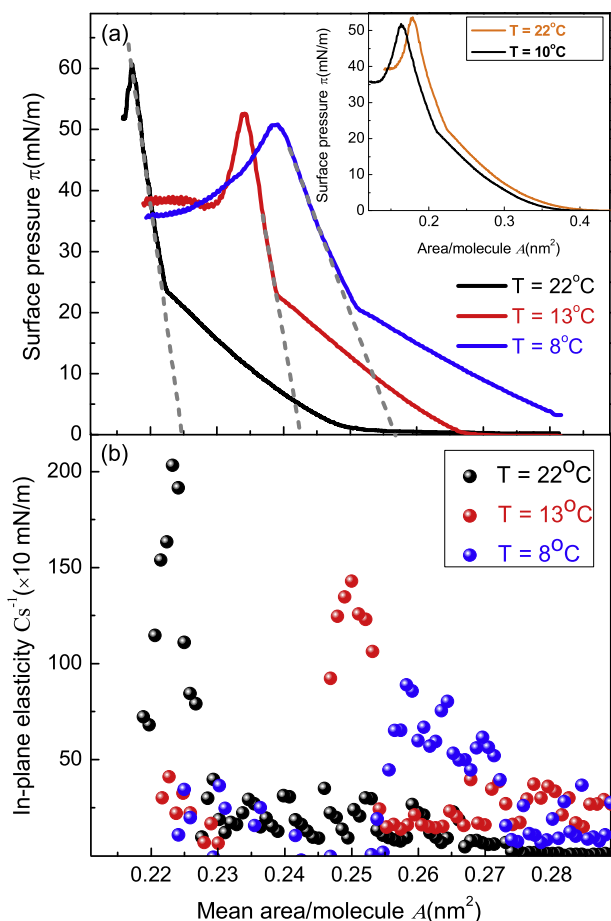 (a)
60
50
40
30
20
10
0
Surface pressure π(mN/m)
T = 22°C
T = 10°C
50
40
30
20
10
0
Surface pressure π(mN/m)
0.2 0.3 0.4
Area/molecule A(nm²)
T = 22°C
T = 13°C
T = 8°C
(b)
200
150
100
50
In-plane elasticity Cs⁻¹(×10 mN/m)
T = 22°C
T = 13°C
T = 8°C
0.22 0.23 0.24 0.25 0.26 0.27 0.28
Mean area/molecule A(nm²)